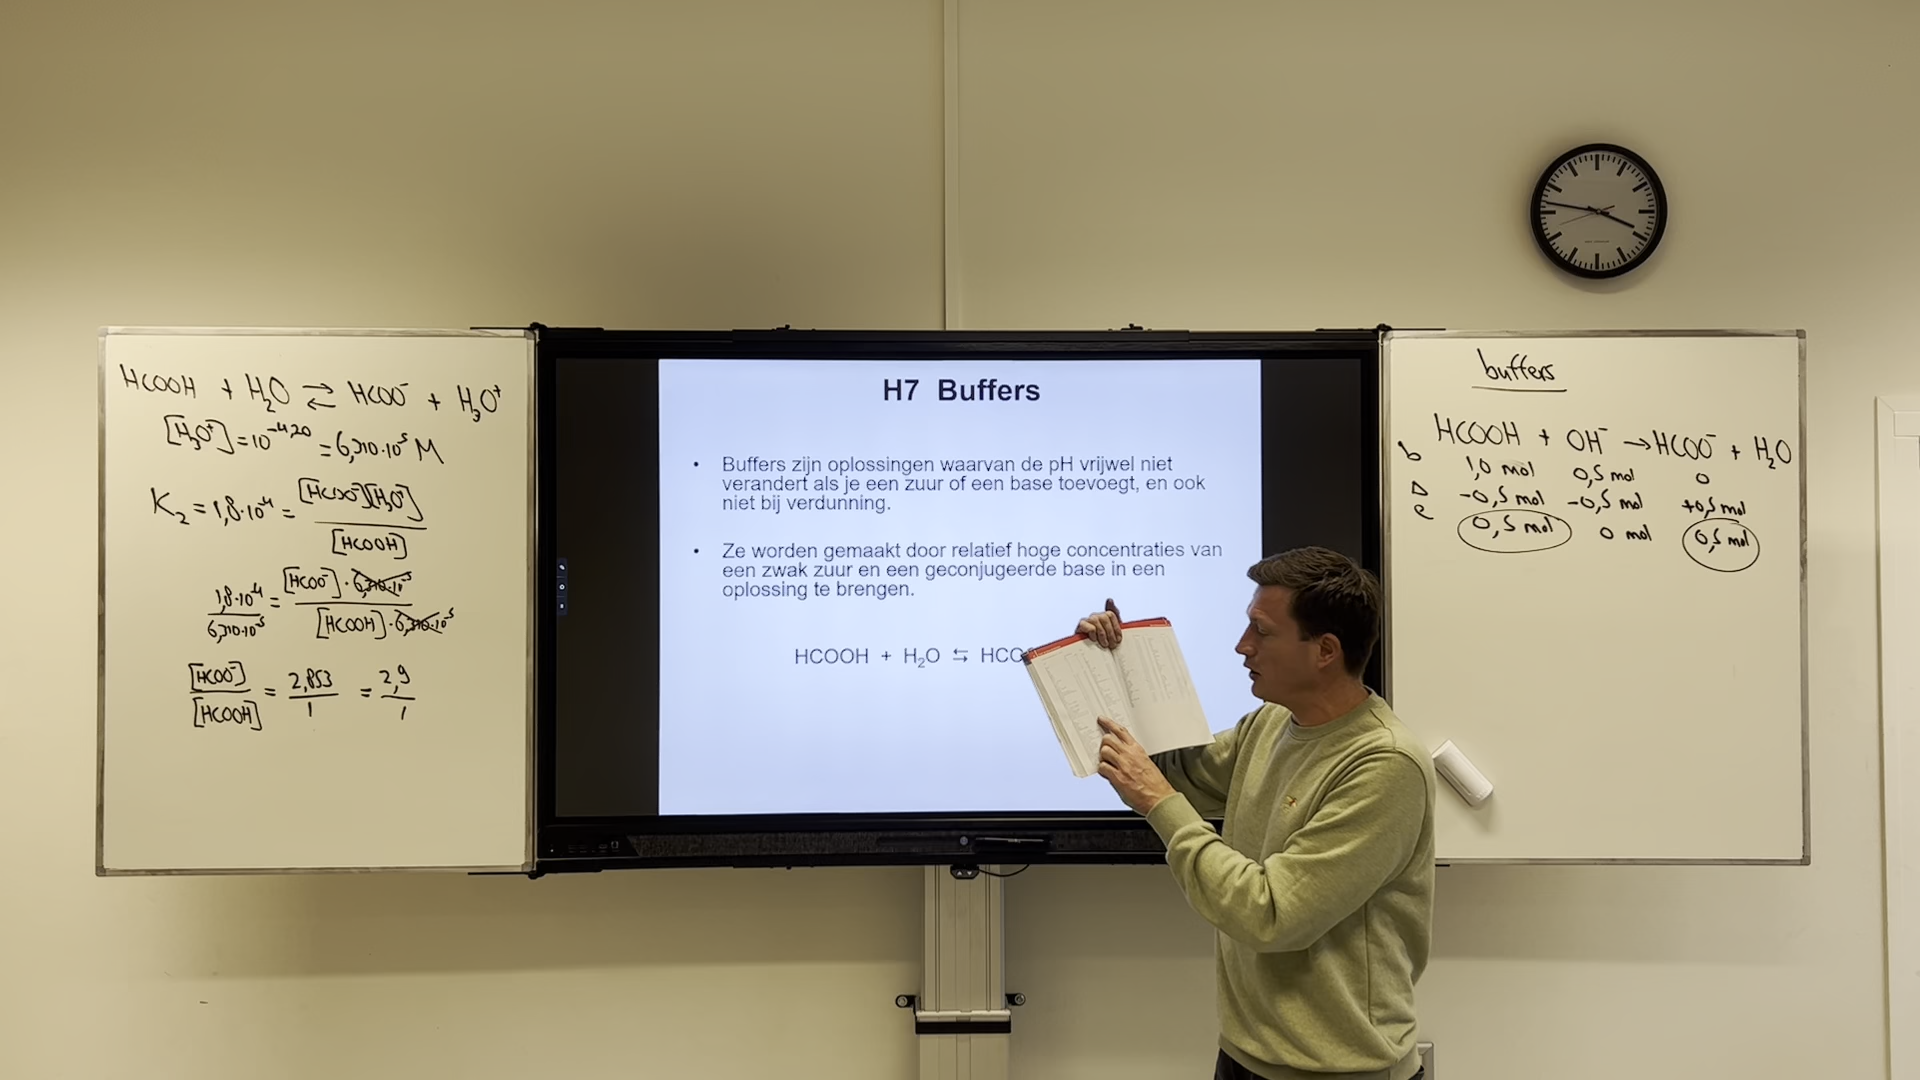 HCOOH + H₂O ⇌ HCOO⁻ + H₃O⁺
[H₃O⁺] = 10⁻⁴,²⁰ = 6,310·10⁻⁵ M
K₂ = 1,8·10⁻⁴ = [HCOO⁻][H₃O⁺] / [HCOOH]
1,8·10⁻⁴ / 6,310·10⁻⁵ = [HCOO⁻]·6,310·10⁻⁵ / [HCOOH]·6,310·10⁻⁵
[HCOO⁻] / [HCOOH] = 2,853 / 1 = 2,9 / 1
H7 Buffers
• Buffers zijn oplossingen waarvan de pH vrijwel niet
verandert als je een zuur of een base toevoegt, en ook
niet bij verdunning.
• Ze worden gemaakt door relatief hoge concentraties van
een zwak zuur en een geconjugeerde base in een
oplossing te brengen.
HCOOH + H₂O ⇆ HCO
buffers
HCOOH + OH⁻ → HCOO⁻ + H₂O
b 1,0 mol 0,5 mol 0
Δ -0,5 mol -0,5 mol +0,5 mol
e 0,5 mol 0 mol 0,5 mol